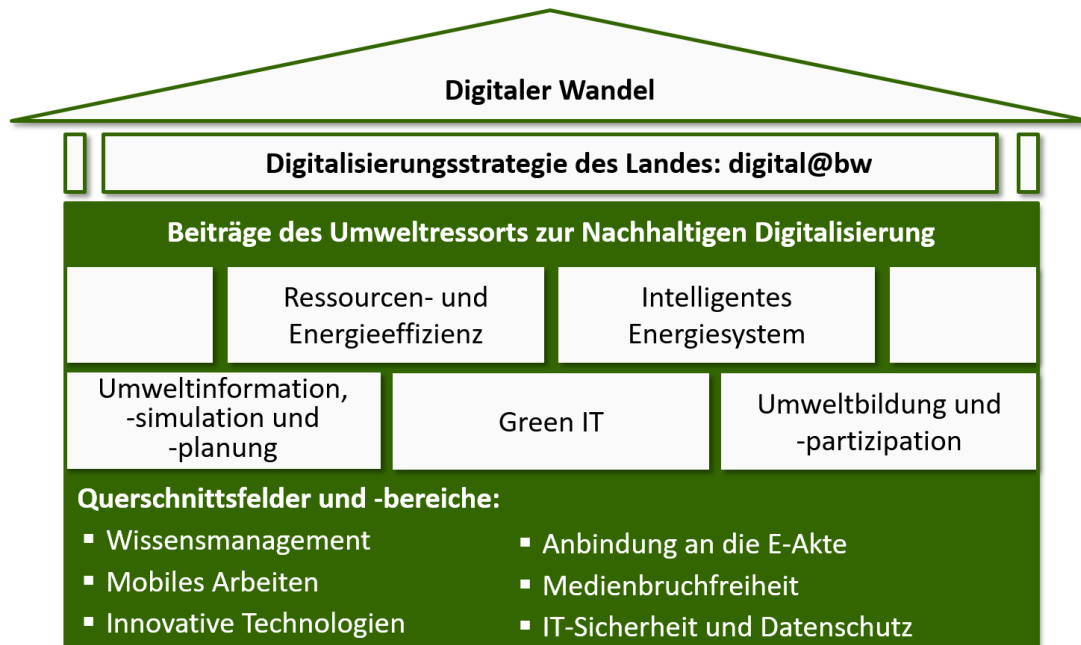 Digitaler Wandel
Digitalisierungsstrategie des Landes: digital@bw
Beiträge des Umweltressorts zur Nachhaltigen Digitalisierung
Ressourcen- und
Energieeffizienz
Intelligentes
Energiesystem
Umweltinformation,
-simulation und
-planung
Green IT
Umweltbildung und
-partizipation
Querschnittsfelder und -bereiche:
▪ Wissensmanagement
▪ Mobiles Arbeiten
▪ Innovative Technologien
▪ Anbindung an die E-Akte
▪ Medienbruchfreiheit
▪ IT-Sicherheit und Datenschutz